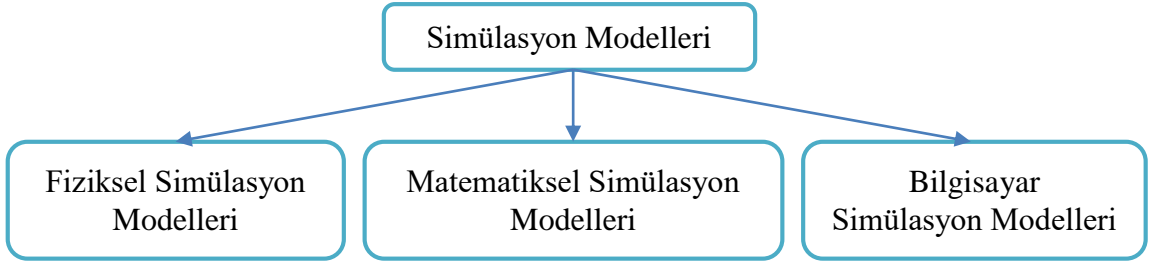 Simülasyon Modelleri
Fiziksel Simülasyon
Modelleri
Matematiksel Simülasyon
Modelleri
Bilgisayar
Simülasyon Modelleri